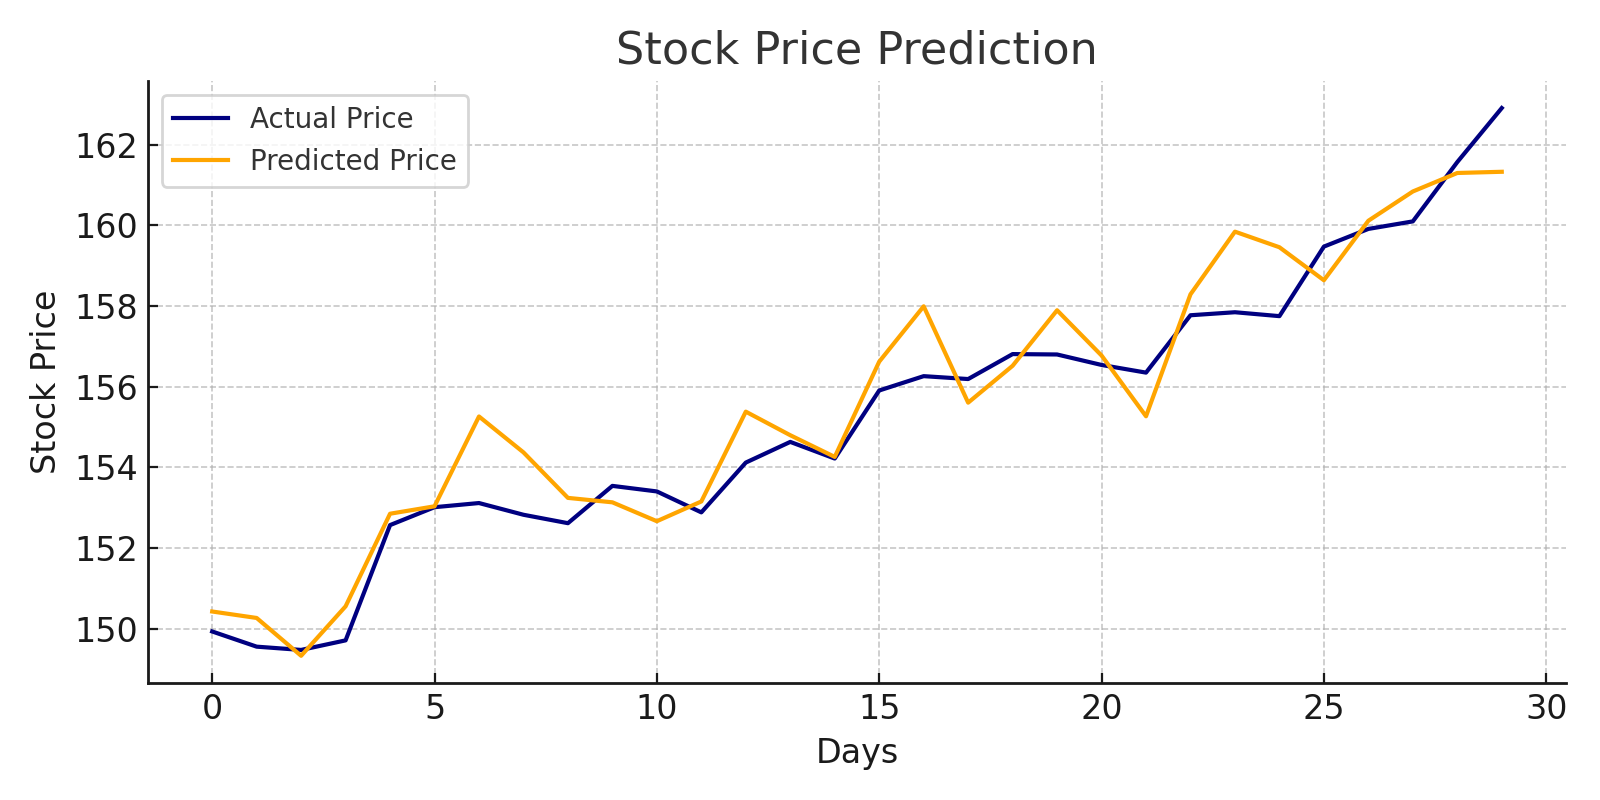 Stock Price Prediction
Actual Price
Predicted Price
Stock Price
162
160
158
156
154
152
150
0 5 10 15 20 25 30
Days